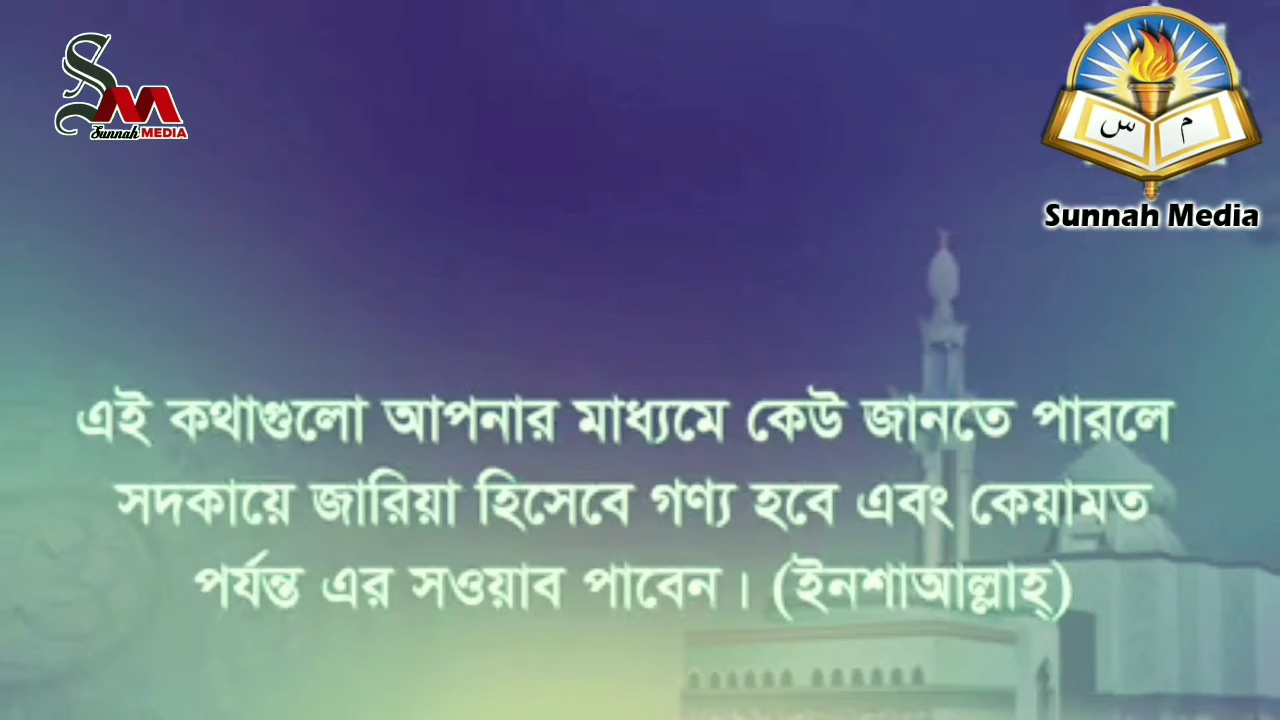 SM
Sunnah MEDIA
س م
Sunnah Media
এই কথাগুলো আপনার মাধ্যমে কেউ জানতে পারলে
সদকায়ে জারিয়া হিসেবে গণ্য হবে এবং কেয়ামত
পর্যন্ত এর সওয়াব পাবেন। (ইনশাআল্লাহ্)